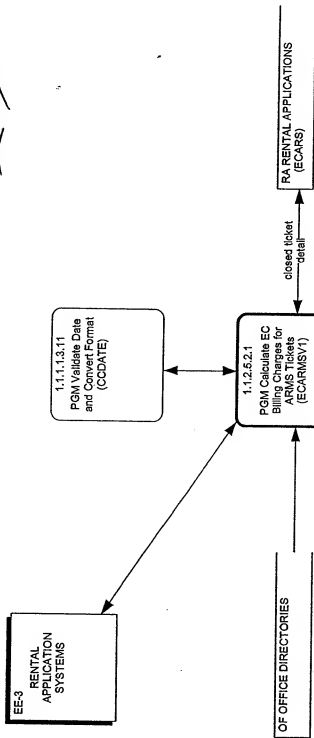 EE-3
RENTAL
APPLICATION
SYSTEMS
1.1.1.1.3.11
PGM Validate Date
and Convert Format
(CCDATE)
1.1.2.5.2.1
PGM Calculate EC
Billing Charges for
ARMS Tickets
(ECARMSV1)
closed ticket
detail
RA RENTAL APPLICATIONS
(ECARS)
OF OFFICE DIRECTORIES